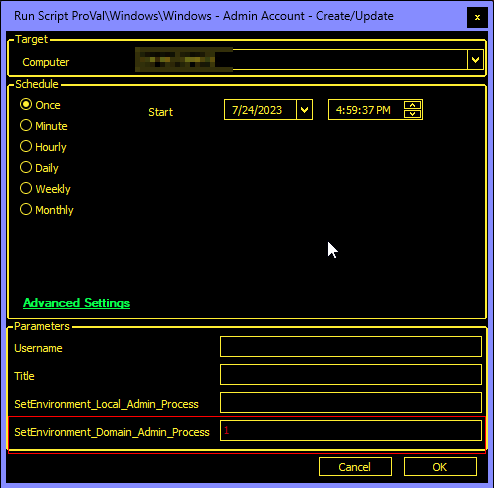 Run Script ProVal\Windows\Windows - Admin Account - Create/Update
x
Target
Computer
Schedule
Once
Start
7/24/2023
4:59:37 PM
Minute
Hourly
Daily
Weekly
Monthly
Advanced Settings
Parameters
Username
Title
SetEnvironment_Local_Admin_Process
SetEnvironment_Domain_Admin_Process
1
Cancel
OK